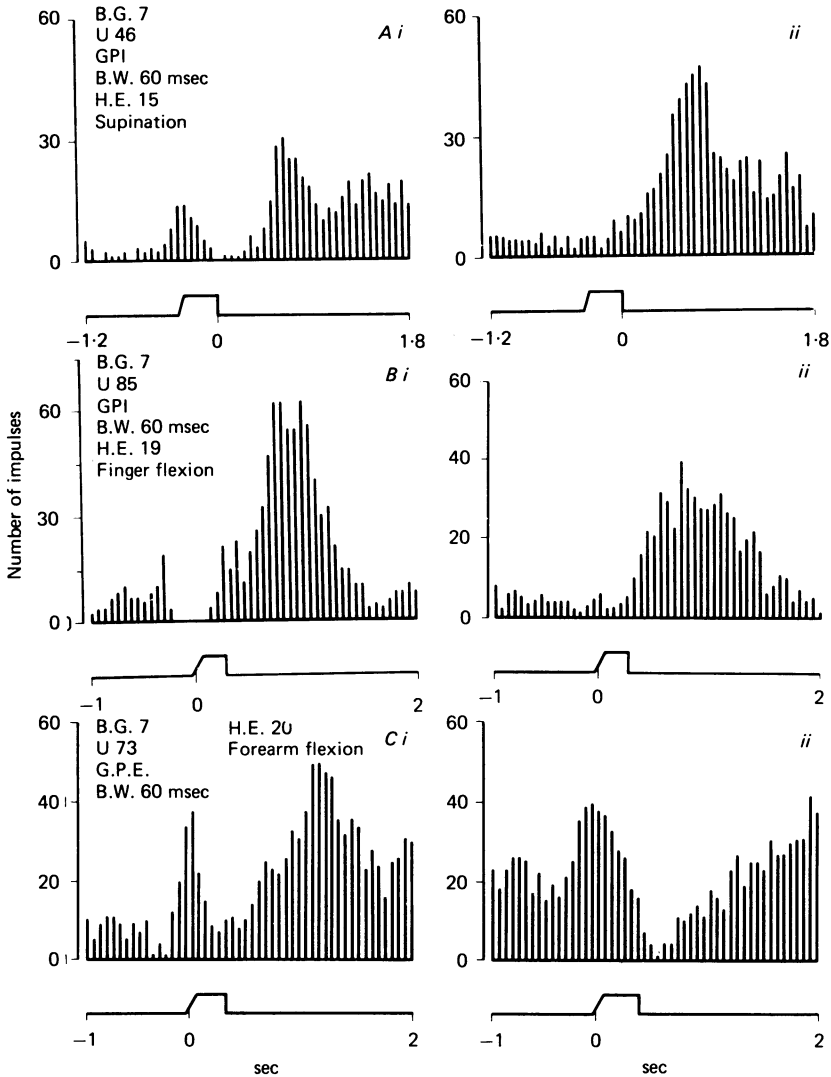 B.G. 7
U 46
GPI
B.W. 60 msec
H.E. 15
Supination
A i
60
30
0
−1·2
0
1·8
ii
60
30
0
−1·2
0
1·8
B.G. 7
U 85
GPI
B.W. 60 msec
H.E. 19
Finger flexion
B i
Number of impulses
60
30
0
−1
0
2
ii
60
40
20
0
−1
0
2
B.G. 7
U 73
G.P.E.
B.W. 60 msec
H.E. 20
Forearm flexion
C i
60
40
20
0
−1
0
2
sec
ii
60
40
20
0
−1
0
2
sec